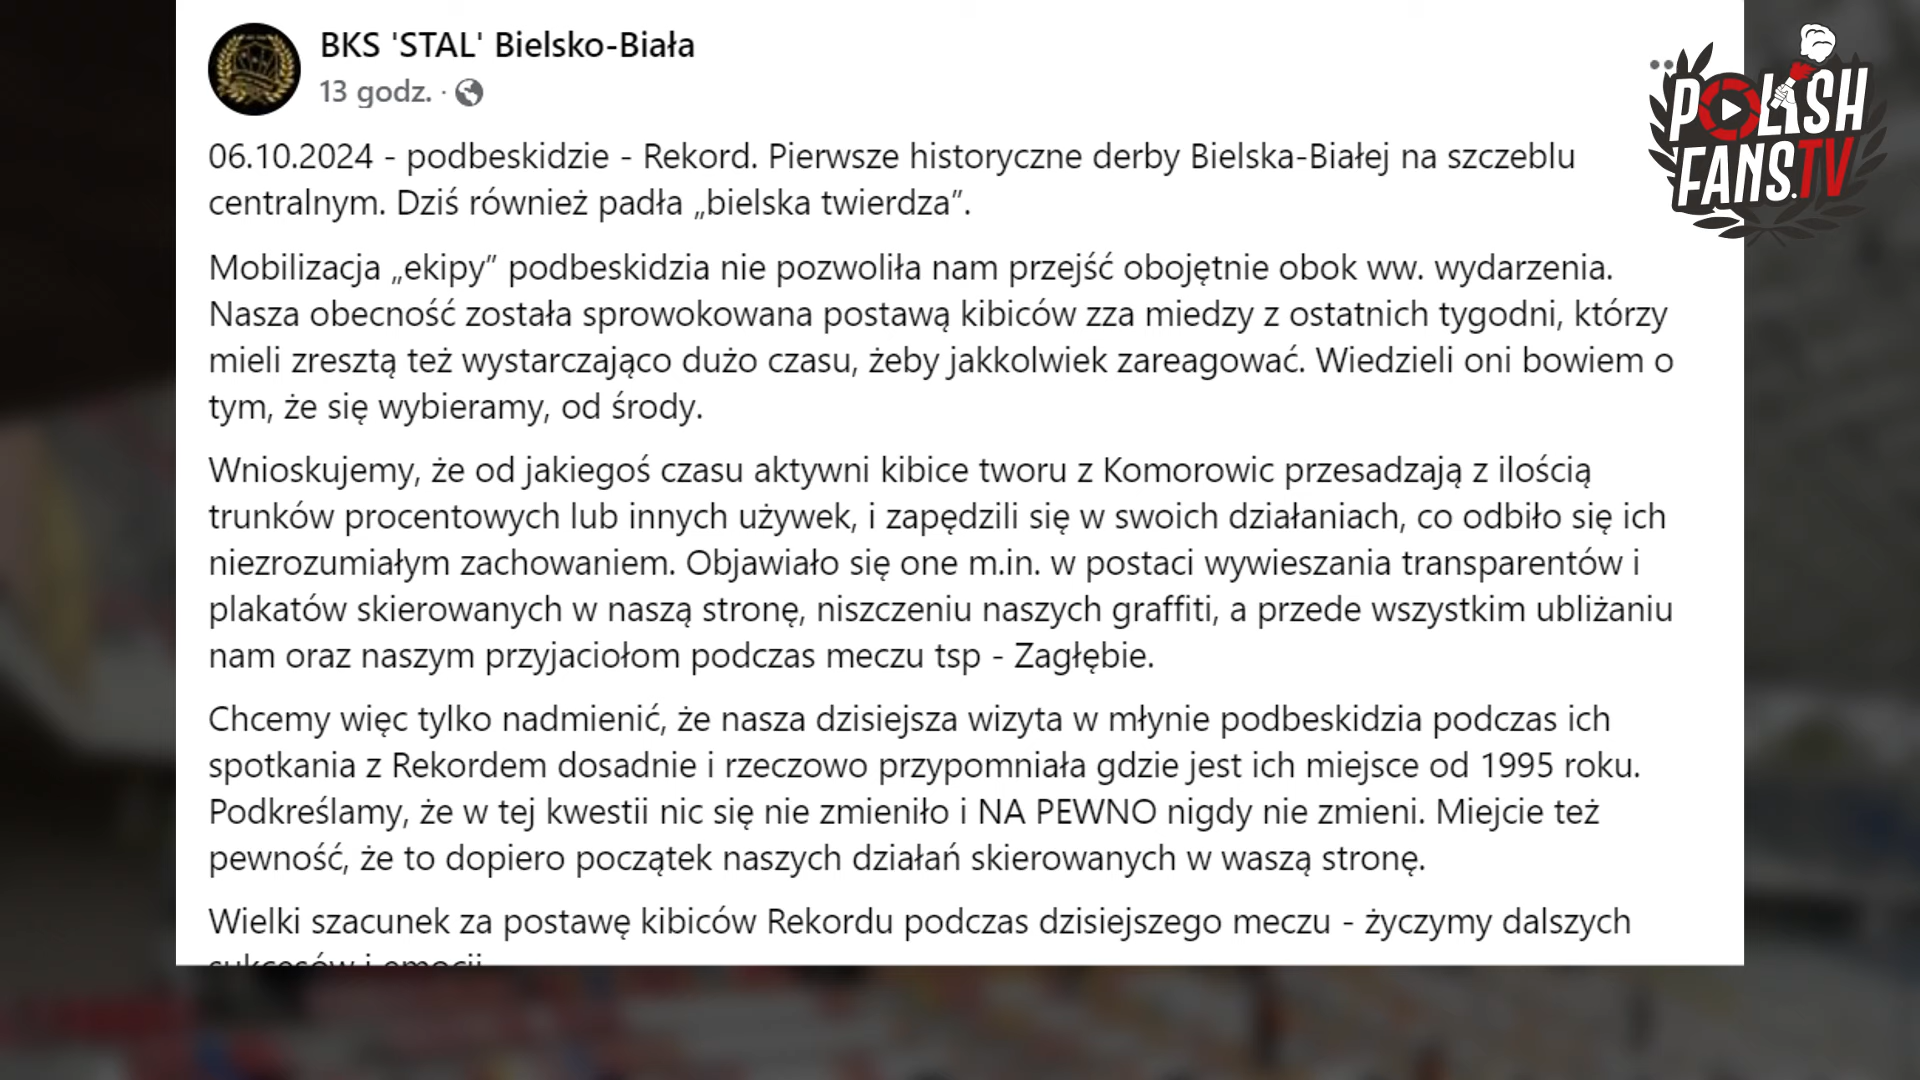 BKS 'STAL' Bielsko-Biała
13 godz. ·
06.10.2024 - podbeskidzie - Rekord. Pierwsze historyczne derby Bielska-Białej na szczeblu
centralnym. Dziś również padła „bielska twierdza”.
Mobilizacja „ekipy” podbeskidzia nie pozwoliła nam przejść obojętnie obok ww. wydarzenia.
Nasza obecność została sprowokowana postawą kibiców zza miedzy z ostatnich tygodni, którzy
mieli zresztą też wystarczająco dużo czasu, żeby jakkolwiek zareagować. Wiedzieli oni bowiem o
tym, że się wybieramy, od środy.
Wnioskujemy, że od jakiegoś czasu aktywni kibice tworu z Komorowic przesadzają z ilością
trunków procentowych lub innych używek, i zapędzili się w swoich działaniach, co odbiło się ich
niezrozumiałym zachowaniem. Objawiało się one m.in. w postaci wywieszania transparentów i
plakatów skierowanych w naszą stronę, niszczeniu naszych graffiti, a przede wszystkim ubliżaniu
nam oraz naszym przyjaciołom podczas meczu tsp - Zagłębie.
Chcemy więc tylko nadmienić, że nasza dzisiejsza wizyta w młynie podbeskidzia podczas ich
spotkania z Rekordem dosadnie i rzeczowo przypomniała gdzie jest ich miejsce od 1995 roku.
Podkreślamy, że w tej kwestii nic się nie zmieniło i NA PEWNO nigdy nie zmieni. Miejcie też
pewność, że to dopiero początek naszych działań skierowanych w waszą stronę.
Wielki szacunek za postawę kibiców Rekordu podczas dzisiejszego meczu - życzymy dalszych
sukcesów i emocji
POLISH
FANS.TV